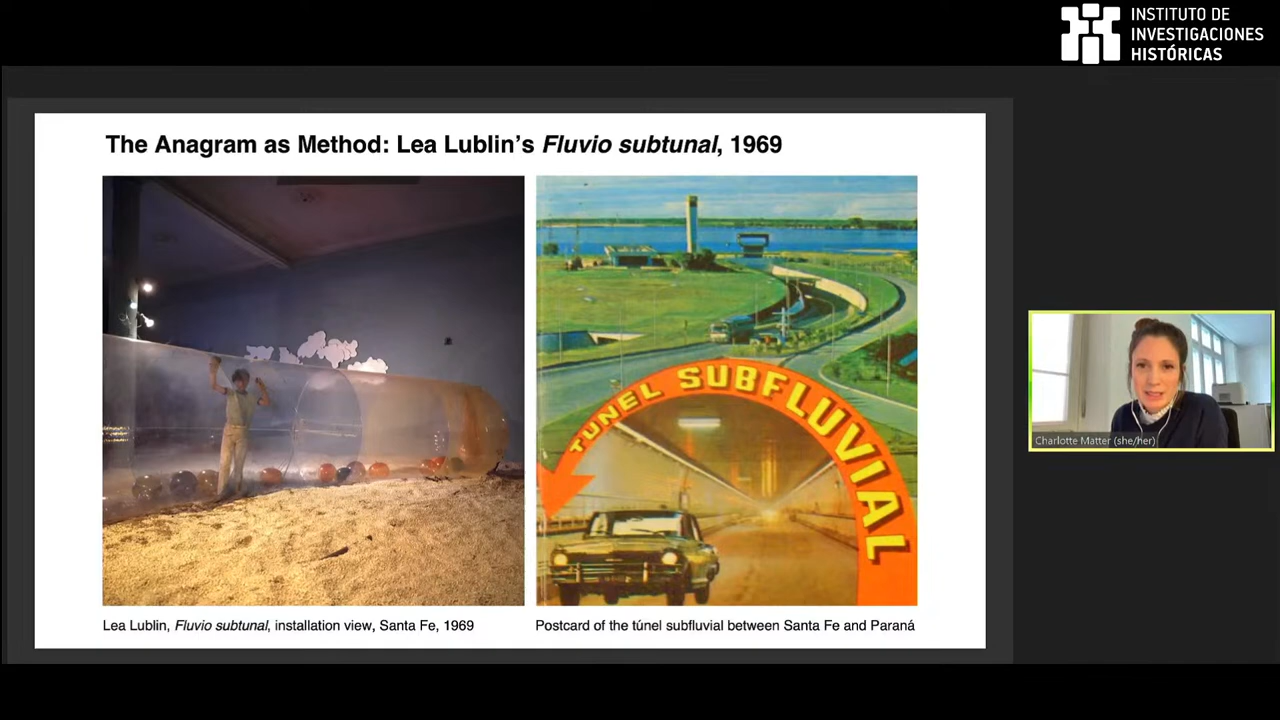 INSTITUTO DE
INVESTIGACIONES
HISTÓRICAS
The Anagram as Method: Lea Lublin's Fluvio subtunal, 1969
TUNEL SUBFLUVIAL
Lea Lublin, Fluvio subtunal, installation view, Santa Fe, 1969
Postcard of the túnel subfluvial between Santa Fe and Paraná
Charlotte Matter (she/her)